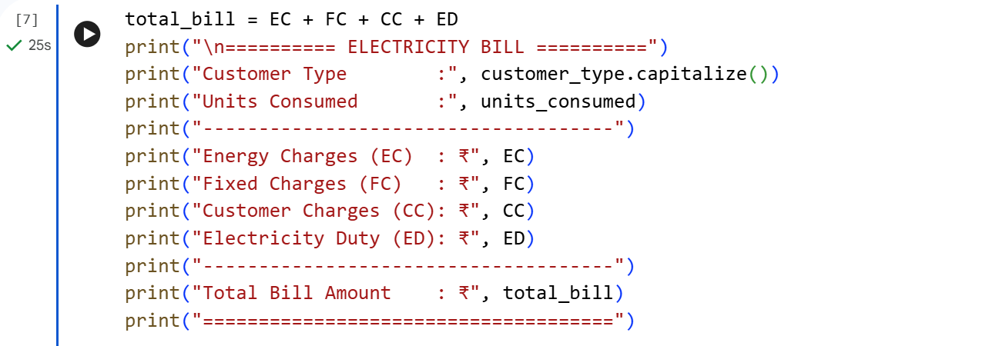 [7]
25s
total_bill = EC + FC + CC + ED
print("\n========== ELECTRICITY BILL ==========")
print("Customer Type        :", customer_type.capitalize())
print("Units Consumed       :", units_consumed)
print("-------------------------------------")
print("Energy Charges (EC)  : ₹", EC)
print("Fixed Charges (FC)   : ₹", FC)
print("Customer Charges (CC): ₹", CC)
print("Electricity Duty (ED): ₹", ED)
print("-------------------------------------")
print("Total Bill Amount    : ₹", total_bill)
print("=====================================")